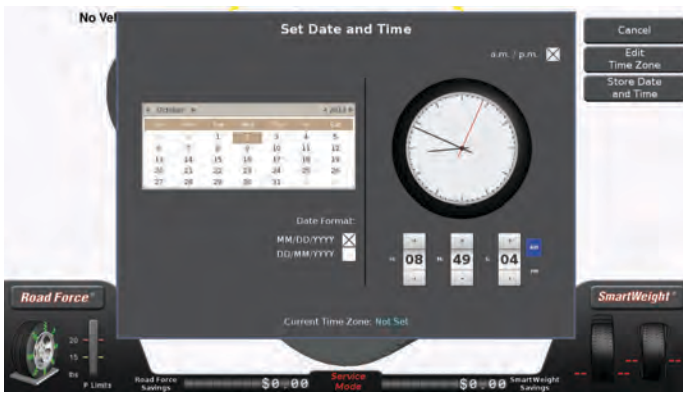 No Vel
Set Date and Time
a.m. / p.m.
Cancel
Edit
Time Zone
Store Date
and Time
October
2013
Tue Wed Sat
1 2 3 4 5
6 7 8 9 10 11 12
13 14 15 16 17 18 19
20 21 22 23 24 25 26
27 28 29 30 31
Date Format:
MM/DD/YYYY
DD/MM/YYYY
08 49 04
AM
PM
Current Time Zone: Not Set
Road Force®
SmartWeight®
20
15
lbs
P Limits
Road Force
Savings
$0.00
Service
Mode
$0.00
SmartWeight
Savings